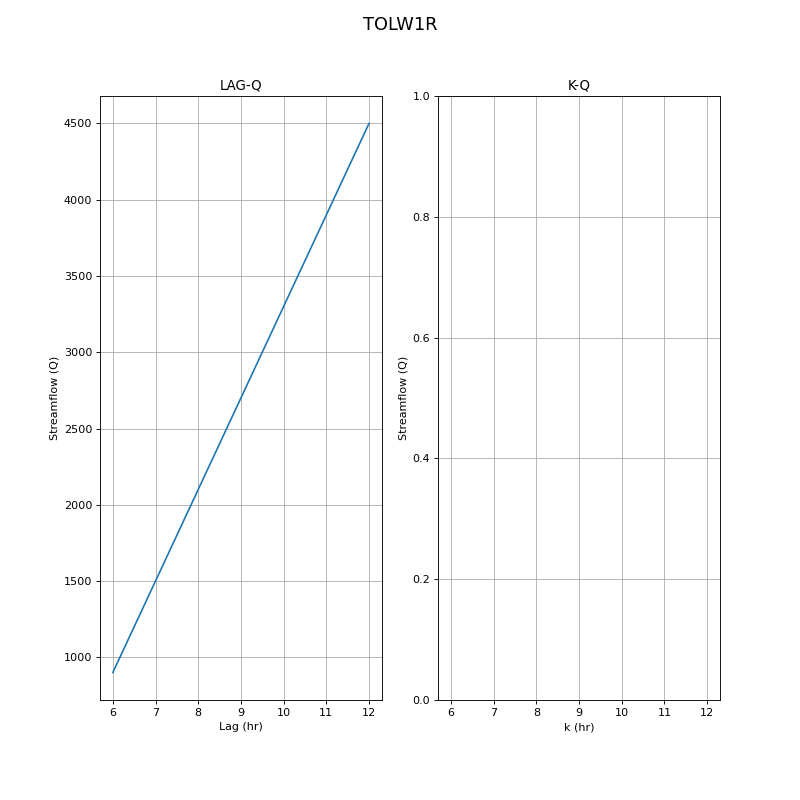 TOLW1R
LAG-Q
K-Q
4500
4000
3500
3000
2500
2000
1500
1000
Streamflow (Q)
6 7 8 9 10 11 12
Lag (hr)
1.0
0.8
0.6
0.4
0.2
0.0
Streamflow (Q)
6 7 8 9 10 11 12
k (hr)